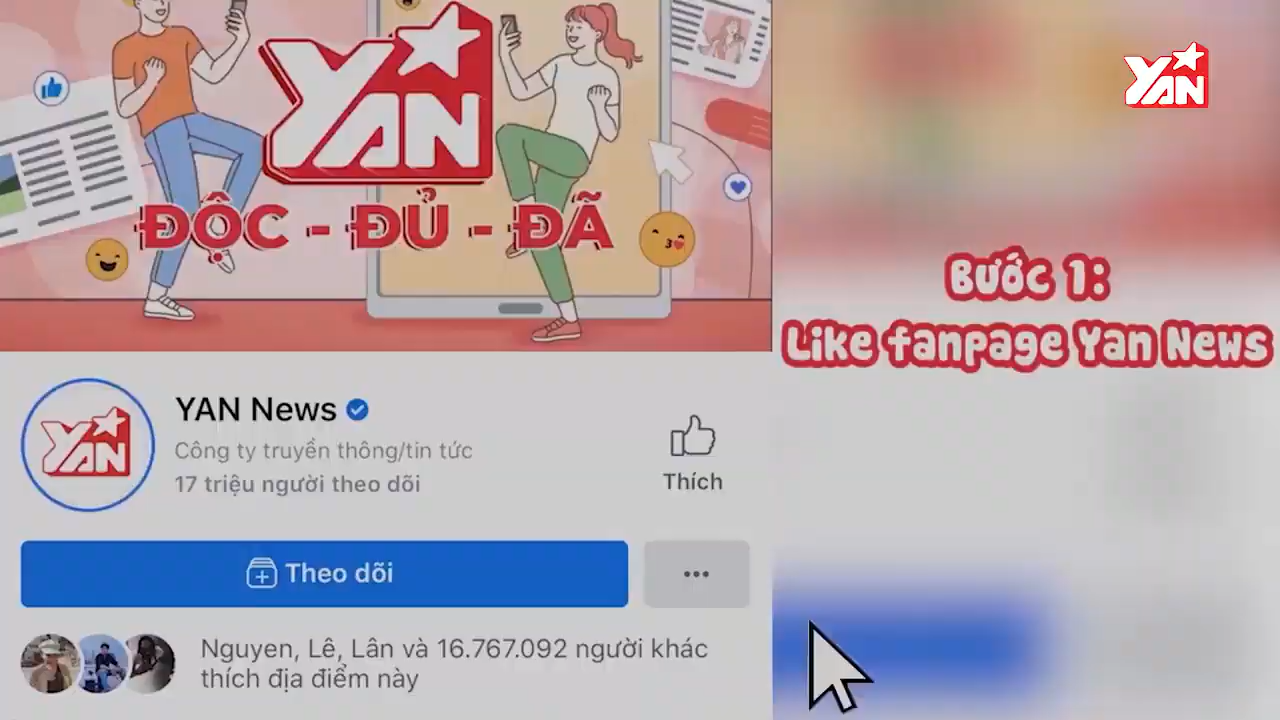 YAN
ĐỘC - ĐỦ - ĐÃ
YAN
Bước 1:
Like fanpage Yan News
YAN
YAN News
Công ty truyền thông/tin tức
17 triệu người theo dõi
Thích
Theo dõi
Nguyen, Lê, Lân và 16.767.092 người khác
thích địa điểm này